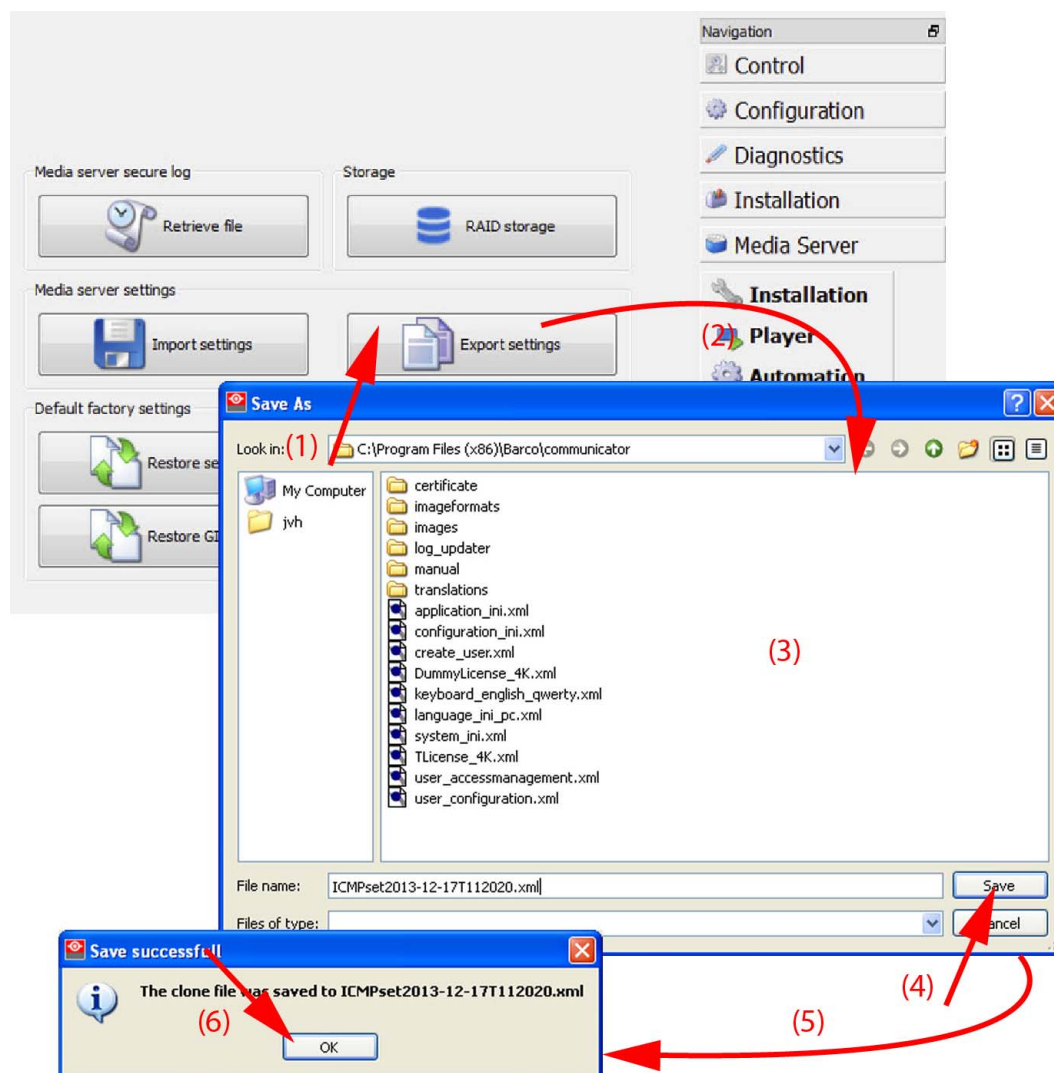 Navigation
Control
Configuration
Diagnostics
Installation
Media Server
Installation
Player
Automation
Media server secure log
Retrieve file
Storage
RAID storage
Media server settings
Import settings
Export settings
(2)
Default factory settings
Restore se
Restore GI
(1)
Save As
Look in:
C:\Program Files (x86)\Barco\communicator
My Computer
jvh
certificate
imageformats
images
log_updater
manual
translations
application_ini.xml
configuration_ini.xml
create_user.xml
DummyLicense_4K.xml
keyboard_english_qwerty.xml
language_ini_pc.xml
system_ini.xml
TLicense_4K.xml
user_accessmanagement.xml
user_configuration.xml
(3)
File name:
ICMPset2013-12-17T112020.xml
Save
Files of type:
Cancel
(4)
(5)
Save successfull
The clone file was saved to ICMPset2013-12-17T112020.xml
(6)
OK